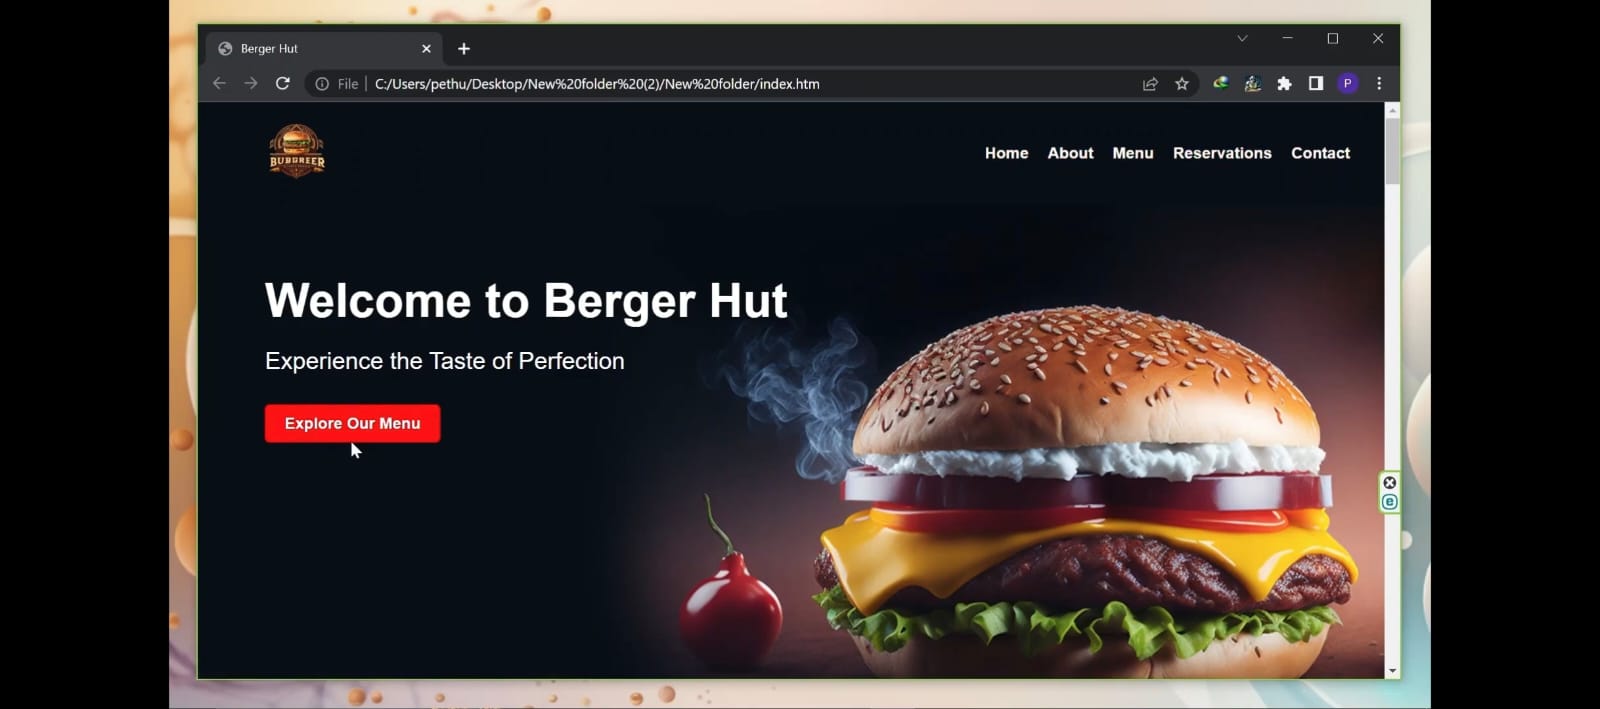 Berger Hut
File | C:/Users/pethu/Desktop/New%20folder%20(2)/New%20folder/index.htm
P
BUBGREER
Home About Menu Reservations Contact
Welcome to Berger Hut
Experience the Taste of Perfection
Explore Our Menu
e